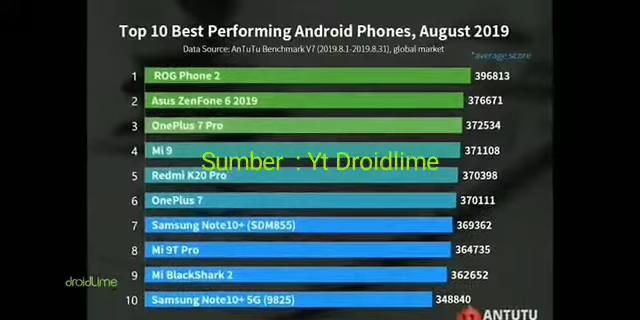 Top 10 Best Performing Android Phones, August 2019
Data Source: AnTuTu Benchmark V7 (2019.8.1-2019.8.31), global market
*average score
1 ROG Phone 2 396813
2 Asus ZenFone 6 2019 376671
3 OnePlus 7 Pro 372534
4 Mi 9 371108
Sumber : Yt Droidlime
5 Redmi K20 Pro 370398
6 OnePlus 7 370111
7 Samsung Note10+ (SDM855) 369362
8 Mi 9T Pro 364735
9 Mi BlackShark 2 362652
droidLime
10 Samsung Note10+ 5G (9825) 348840
ANTUTU